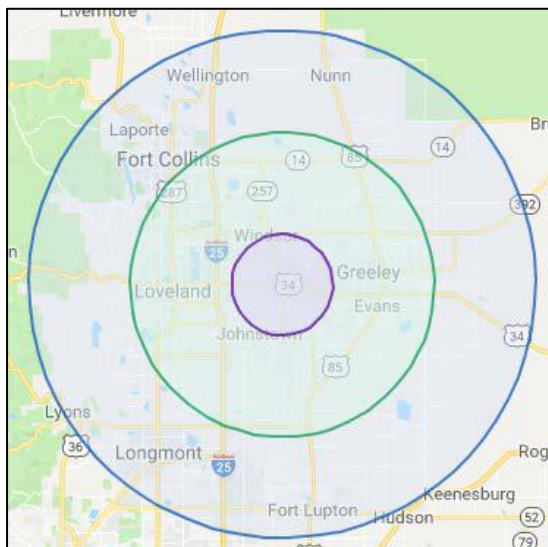 Livermore
Wellington
Nunn
Laporte
Br
Fort Collins
14
85
14
287
257
392
Windsor
25
Greeley
34
Loveland
Evans
Johnstown
34
85
Lyons
36
Longmont
25
Rog
Keenesburg
Fort Lupton
Hudson
52
79